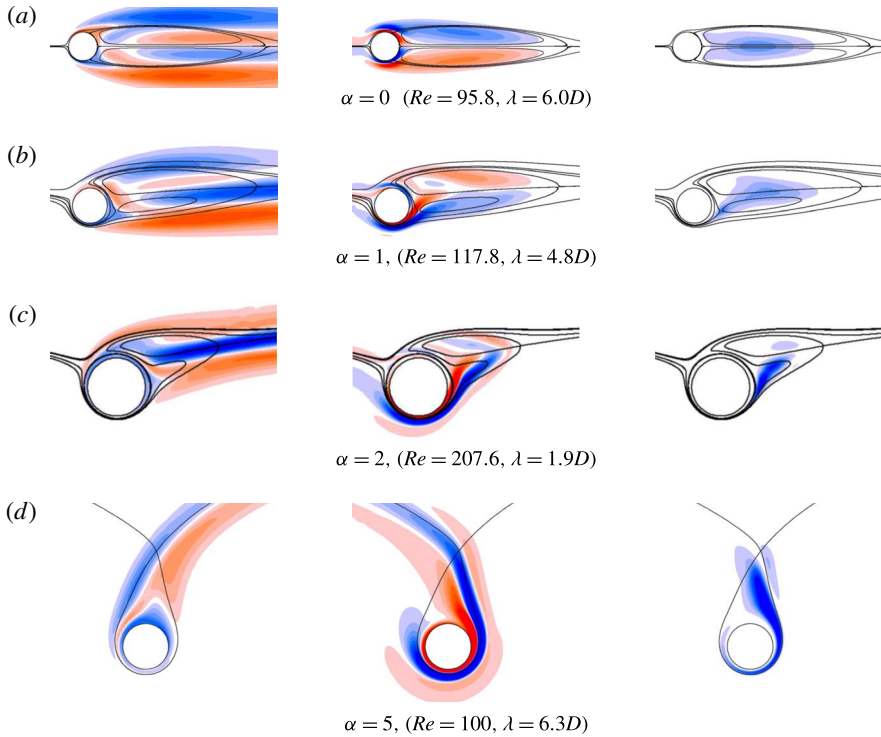 (a)
α = 0 (Re = 95.8, λ = 6.0D)
(b)
α = 1, (Re = 117.8, λ = 4.8D)
(c)
α = 2, (Re = 207.6, λ = 1.9D)
(d)
α = 5, (Re = 100, λ = 6.3D)